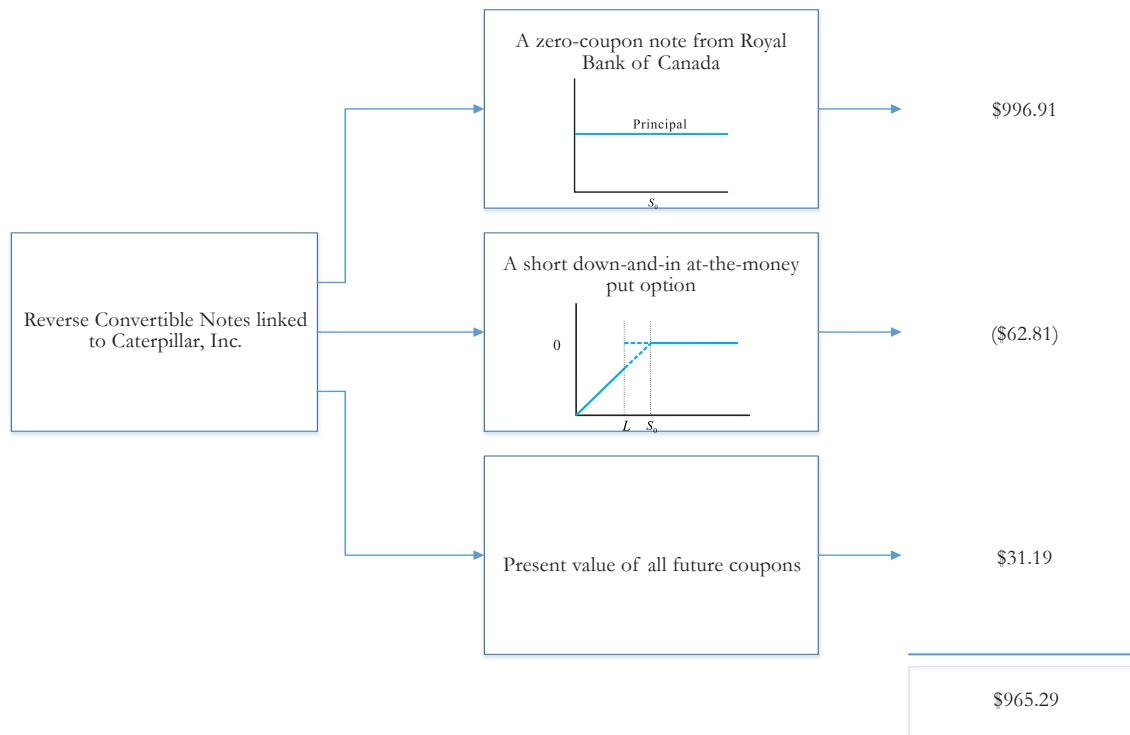 A zero-coupon note from Royal
Bank of Canada
Principal
S₀
$996.91
Reverse Convertible Notes linked
to Caterpillar, Inc.
A short down-and-in at-the-money
put option
0
L S₀
($62.81)
Present value of all future coupons
$31.19
$965.29